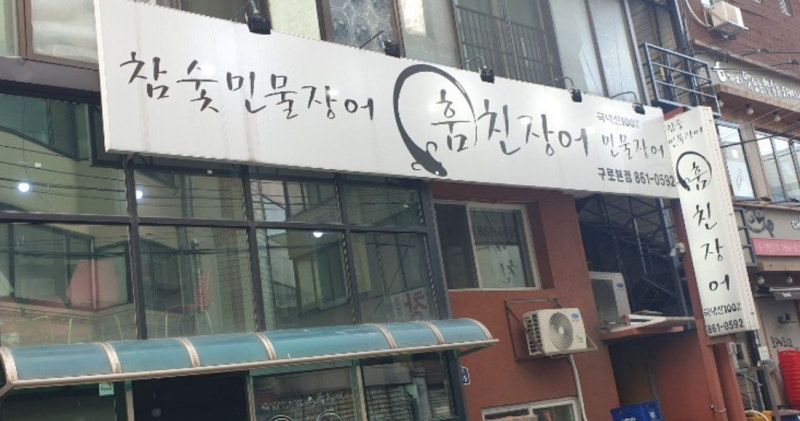 참숯민물장어
훔친장어
국내산100%
민물장어
구로본점 861-0592
참숯
민물장어
훔친장어
국내산100%
861-0592